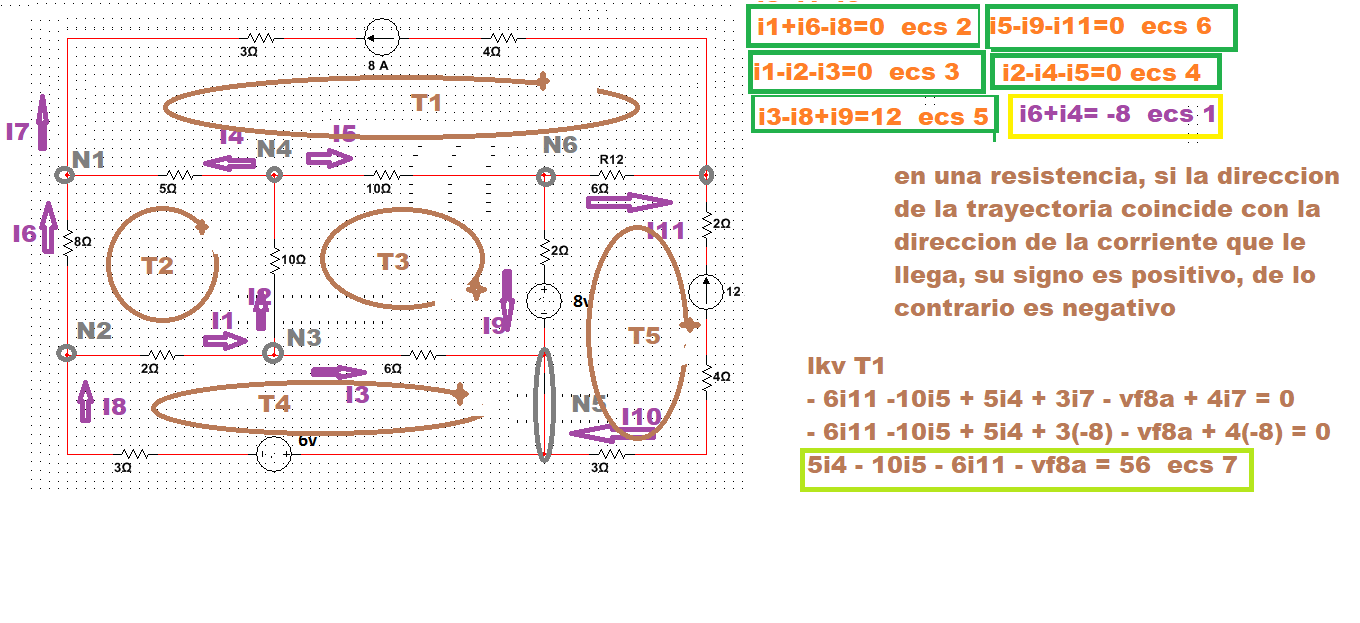 i1+i6-i8=0 ecs 2
i5-i9-i11=0 ecs 6
i1-i2-i3=0 ecs 3
i2-i4-i5=0 ecs 4
i3-i8+i9=12 ecs 5
i6+i4= -8 ecs 1
3Ω
8 A
4Ω
T1
I7
I4
I5
N1
N4
N6
R12
5Ω
10Ω
6Ω
I6
8Ω
T2
10Ω
T3
2Ω
I11
2Ω
I2
8v
12
N2
I1
N3
I9
T5
2Ω
6Ω
I3
4Ω
I8
T4
N5
I10
6v
3Ω
3Ω
en una resistencia, si la direccion
de la trayectoria coincide con la
direccion de la corriente que le
llega, su signo es positivo, de lo
contrario es negativo
lkv T1
- 6i11 -10i5 + 5i4 + 3i7 - vf8a + 4i7 = 0
- 6i11 -10i5 + 5i4 + 3(-8) - vf8a + 4(-8) = 0
5i4 - 10i5 - 6i11 - vf8a = 56 ecs 7